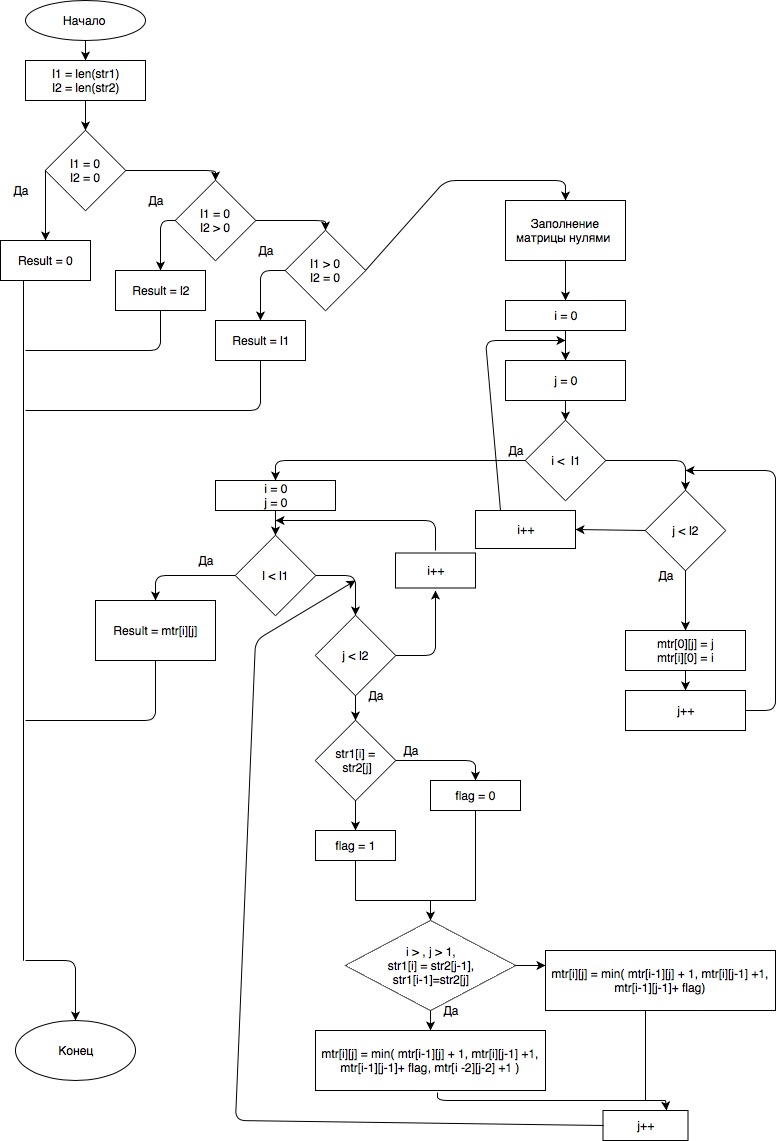 Начало
l1 = len(str1)
l2 = len(str2)
l1 = 0
l2 = 0
Да
Result = 0
l1 = 0
l2 > 0
Да
Result = l2
l1 > 0
l2 = 0
Да
Result = l1
Заполнение
матрицы нулями
i = 0
j = 0
i < l1
Да
j < l2
i++
Да
mtr[0][j] = j
mtr[i][0] = i
j++
i = 0
j = 0
I < l1
Да
i++
Result = mtr[i][j]
j < l2
Да
str1[i] =
str2[j]
Да
flag = 0
flag = 1
i > , j > 1,
str1[i] = str2[j-1],
str1[i-1]=str2[j]
Да
mtr[i][j] = min( mtr[i-1][j] + 1, mtr[i][j-1] +1,
mtr[i-1][j-1]+ flag)
mtr[i][j] = min( mtr[i-1][j] + 1, mtr[i][j-1] +1,
mtr[i-1][j-1]+ flag, mtr[i -2][j-2] +1 )
j++
Конец